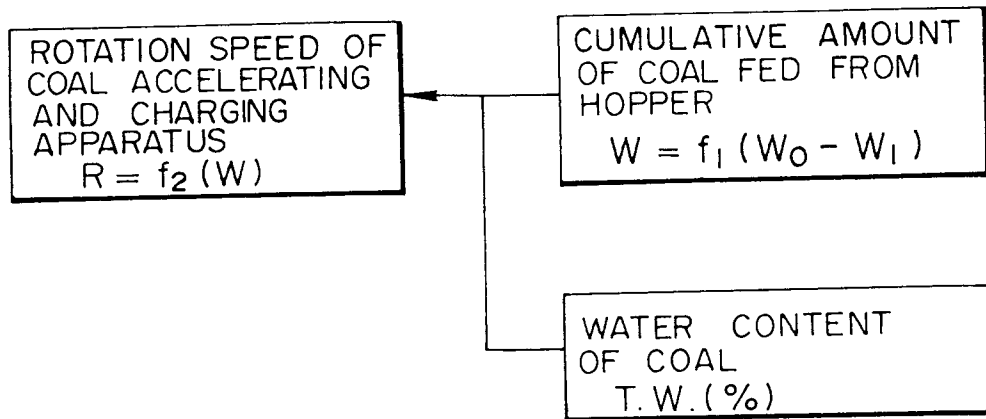 ROTATION SPEED OF
COAL ACCELERATING
AND CHARGING
APPARATUS
R = f₂ (W)
CUMULATIVE AMOUNT
OF COAL FED FROM
HOPPER
W = f₁ (W₀ − W₁)
WATER CONTENT
OF COAL
T.W. (%)